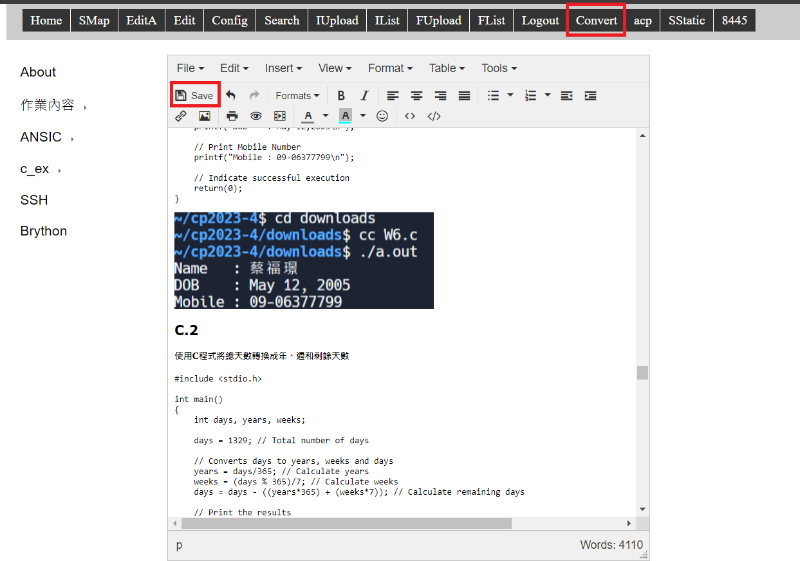 Home SMap EditA Edit Config Search IUpload IList FUpload FList Logout Convert acp SStatic 8445
About
作業內容
ANSIC
c_ex
SSH
Brython
File Edit Insert View Format Table Tools
Save Formats B I
A A
// Print Mobile Number
printf("Mobile : 09-06377799\n");
// Indicate successful execution
return(0);
}
~/cp2023-4$ cd downloads
~/cp2023-4/downloads$ cc W6.c
~/cp2023-4/downloads$ ./a.out
Name : 蔡福璟
DOB : May 12, 2005
Mobile : 09-06377799
C.2
使用C程式將總天數轉換成年、週和剩餘天數
#include <stdio.h>
int main()
{
int days, years, weeks;
days = 1329; // Total number of days
// Converts days to years, weeks and days
years = days/365; // Calculate years
weeks = (days % 365)/7; // Calculate weeks
days = days - ((years*365) + (weeks*7)); // Calculate remaining days
// Print the results
p Words: 4110